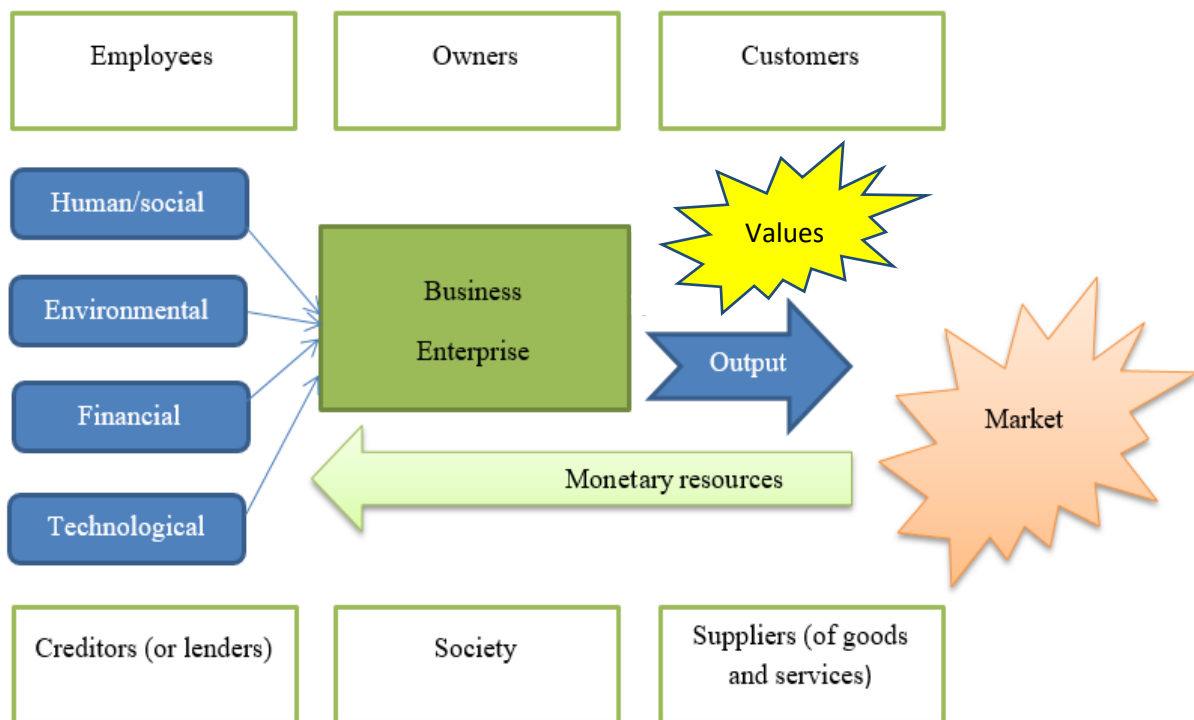 Employees
Owners
Customers
Human/social
Values
Environmental
Business
Enterprise
Output
Financial
Market
Monetary resources
Technological
Creditors (or lenders)
Society
Suppliers (of goods
and services)